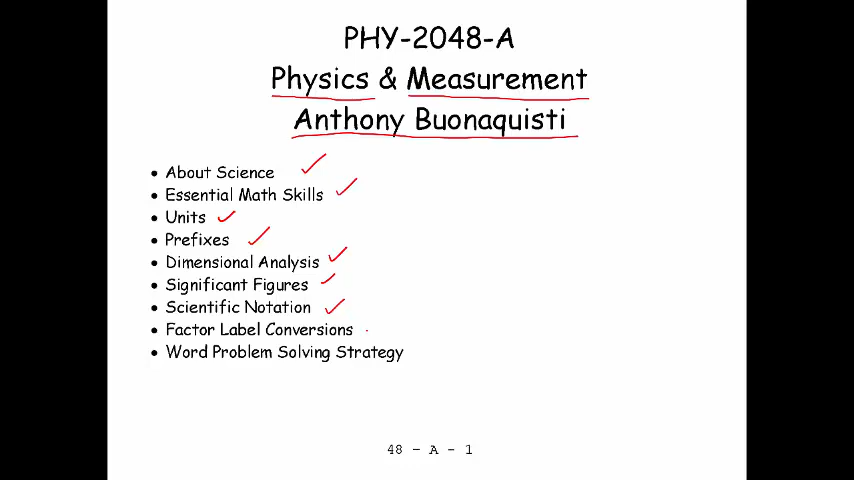 PHY-2048-A
Physics & Measurement
Anthony Buonaquisti
• About Science
• Essential Math Skills
• Units
• Prefixes
• Dimensional Analysis
• Significant Figures
• Scientific Notation
• Factor Label Conversions
• Word Problem Solving Strategy
48 - A - 1